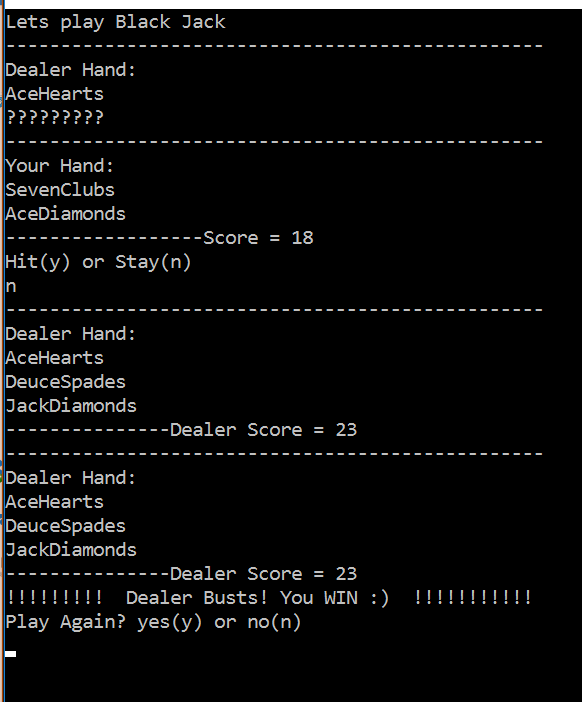 Lets play Black Jack
-------------------------------------------------
Dealer Hand:
AceHearts
?????????
-------------------------------------------------
Your Hand:
SevenClubs
AceDiamonds
------------------Score = 18
Hit(y) or Stay(n)
n
-------------------------------------------------
Dealer Hand:
AceHearts
DeuceSpades
JackDiamonds
---------------Dealer Score = 23
-------------------------------------------------
Dealer Hand:
AceHearts
DeuceSpades
JackDiamonds
---------------Dealer Score = 23
!!!!!!!!!  Dealer Busts! You WIN :)  !!!!!!!!!!!
Play Again? yes(y) or no(n)